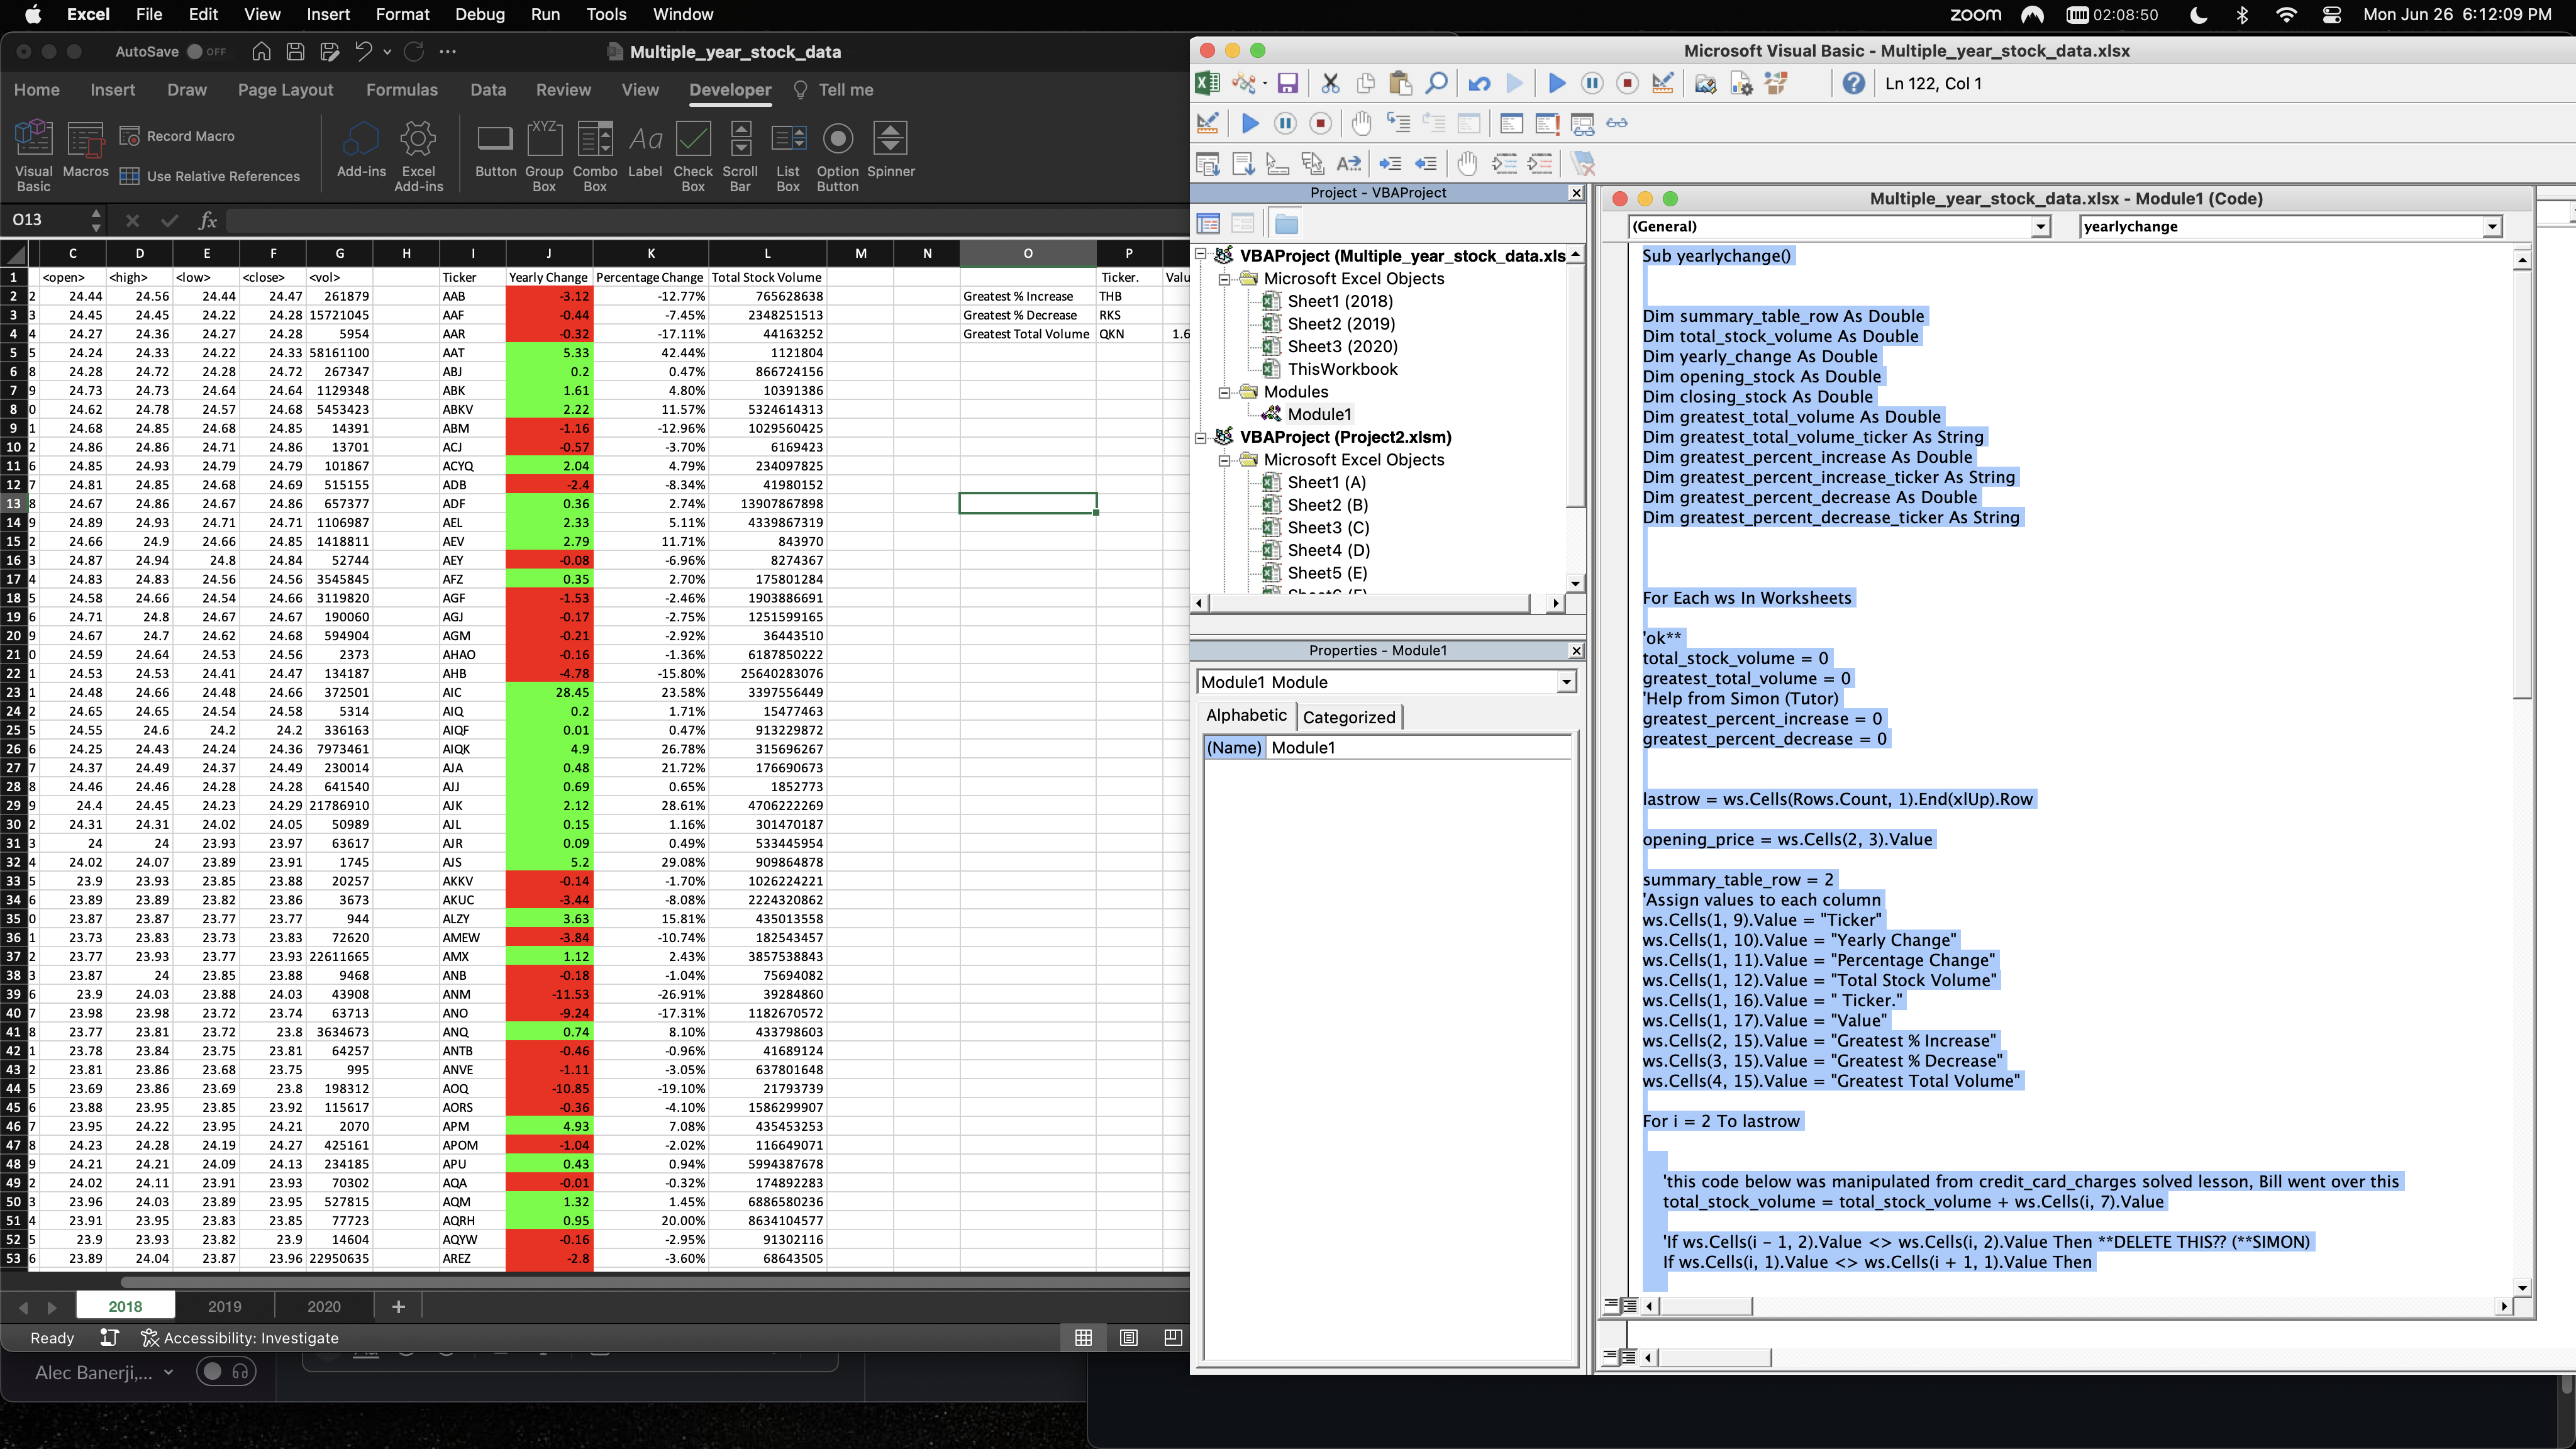 Excel File Edit View Insert Format Debug Run Tools Window
zoom 02:08:50 Mon Jun 26 6:12:09 PM
AutoSave OFF Multiple_year_stock_data
Home Insert Draw Page Layout Formulas Data Review View Developer Tell me
Visual Basic Macros Record Macro Use Relative References Add-ins Excel Add-ins Button Group Box Combo Box Label Check Box Scroll Bar List Box Option Button Spinner
O13 fx
C D E F G H I J K L M N O P
1 <open> <high> <low> <close> <vol> Ticker Yearly Change Percentage Change Total Stock Volume Ticker. Valu
2 2 24.44 24.56 24.44 24.47 261879 AAB -3.12 -12.77% 765628638 Greatest % Increase THB
3 3 24.45 24.45 24.22 24.28 15721045 AAF -0.44 -7.45% 2348251513 Greatest % Decrease RKS
4 4 24.27 24.36 24.27 24.28 5954 AAR -0.32 -17.11% 44163252 Greatest Total Volume QKN 1.6
5 5 24.24 24.33 24.22 24.33 58161100 AAT 5.33 42.44% 1121804
6 8 24.28 24.72 24.28 24.72 267347 ABJ 0.2 0.47% 866724156
7 9 24.73 24.73 24.64 24.64 1129348 ABK 1.61 4.80% 10391386
8 0 24.62 24.78 24.57 24.68 5453423 ABKV 2.22 11.57% 5324614313
9 1 24.68 24.85 24.68 24.85 14391 ABM -1.16 -12.96% 1029560425
10 2 24.86 24.86 24.71 24.86 13701 ACJ -0.57 -3.70% 6169423
11 6 24.85 24.93 24.79 24.79 101867 ACYQ 2.04 4.79% 234097825
12 7 24.81 24.85 24.68 24.69 515155 ADB -2.4 -8.34% 41980152
13 8 24.67 24.86 24.67 24.86 657377 ADF 0.36 2.74% 13907867898
14 9 24.89 24.93 24.71 24.71 1106987 AEL 2.33 5.11% 4339867319
15 2 24.66 24.9 24.66 24.85 1418811 AEV 2.79 11.71% 843970
16 3 24.87 24.94 24.8 24.84 52744 AEY -0.08 -6.96% 8274367
17 4 24.83 24.83 24.56 24.56 3545845 AFZ 0.35 2.70% 175801284
18 5 24.58 24.66 24.54 24.66 3119820 AGF -1.53 -2.46% 1903886691
19 6 24.71 24.8 24.67 24.67 190060 AGJ -0.17 -2.75% 1251599165
20 9 24.67 24.7 24.62 24.68 594904 AGM -0.21 -2.92% 36443510
21 0 24.59 24.64 24.53 24.56 2373 AHAO -0.16 -1.36% 6187850222
22 1 24.53 24.53 24.41 24.47 134187 AHB -4.78 -15.80% 25640283076
23 1 24.48 24.66 24.48 24.66 372501 AIC 28.45 23.58% 3397556449
24 2 24.65 24.65 24.54 24.58 5314 AIQ 0.2 1.71% 15477463
25 5 24.55 24.6 24.2 24.2 336163 AIQF 0.01 0.47% 913229872
26 6 24.25 24.43 24.24 24.36 7973461 AIQK 4.9 26.78% 315696267
27 7 24.37 24.49 24.37 24.49 230014 AJA 0.48 21.72% 176690673
28 8 24.46 24.46 24.28 24.28 641540 AJJ 0.69 0.65% 1852773
29 9 24.4 24.45 24.23 24.29 21786910 AJK 2.12 28.61% 4706222269
30 2 24.31 24.31 24.02 24.05 50989 AJL 0.15 1.16% 301470187
31 3 24 24 23.93 23.97 63617 AJR 0.09 0.49% 533445954
32 4 24.02 24.07 23.89 23.91 1745 AJS 5.2 29.08% 909864878
33 5 23.9 23.93 23.85 23.88 20257 AKKV -0.14 -1.70% 1026224221
34 6 23.89 23.89 23.82 23.86 3673 AKUC -3.44 -8.08% 2224320862
35 0 23.87 23.87 23.77 23.77 944 ALZY 3.63 15.81% 435013558
36 1 23.73 23.83 23.73 23.83 72620 AMEW -3.84 -10.74% 182543457
37 2 23.77 23.93 23.77 23.93 22611665 AMX 1.12 2.43% 3857538843
38 3 23.87 24 23.85 23.88 9468 ANB -0.18 -1.04% 75694082
39 6 23.9 24.03 23.88 24.03 43908 ANM -11.53 -26.91% 39284860
40 7 23.98 23.98 23.72 23.74 63713 ANO -9.24 -17.31% 1182670572
41 8 23.77 23.81 23.72 23.8 3634673 ANQ 0.74 8.10% 433798603
42 1 23.78 23.84 23.75 23.81 64257 ANTB -0.46 -0.96% 41689124
43 2 23.81 23.86 23.68 23.75 995 ANVE -1.11 -3.05% 637801648
44 5 23.69 23.86 23.69 23.8 198312 AOQ -10.85 -19.10% 21793739
45 6 23.88 23.95 23.85 23.92 115617 AORS -0.36 -4.10% 1586299907
46 7 23.95 24.22 23.95 24.21 2070 APM 4.93 7.08% 435453253
47 8 24.23 24.28 24.19 24.27 425161 APOM -1.04 -2.02% 116649071
48 9 24.21 24.21 24.09 24.13 234185 APU 0.43 0.94% 5994387678
49 2 24.02 24.11 23.91 23.93 70302 AQA -0.01 -0.32% 174892283
50 3 23.96 24.03 23.89 23.95 527815 AQM 1.32 1.45% 6886580236
51 4 23.91 23.95 23.83 23.85 77723 AQRH 0.95 20.00% 8634104577
52 5 23.9 23.93 23.82 23.9 14604 AQYW -0.16 -2.95% 91302116
53 6 23.89 24.04 23.87 23.96 22950635 AREZ -2.8 -3.60% 68643505
2018 2019 2020 +
Ready Accessibility: Investigate
Alec Banerji,...
Microsoft Visual Basic - Multiple_year_stock_data.xlsx
Ln 122, Col 1
Project - VBAProject
VBAProject (Multiple_year_stock_data.xls
Microsoft Excel Objects
Sheet1 (2018)
Sheet2 (2019)
Sheet3 (2020)
ThisWorkbook
Modules
Module1
VBAProject (Project2.xlsm)
Microsoft Excel Objects
Sheet1 (A)
Sheet2 (B)
Sheet3 (C)
Sheet4 (D)
Sheet5 (E)
Properties - Module1
Module1 Module
Alphabetic Categorized
(Name) Module1
Multiple_year_stock_data.xlsx - Module1 (Code)
(General) yearlychange
Sub yearlychange()
Dim summary_table_row As Double
Dim total_stock_volume As Double
Dim yearly_change As Double
Dim opening_stock As Double
Dim closing_stock As Double
Dim greatest_total_volume As Double
Dim greatest_total_volume_ticker As String
Dim greatest_percent_increase As Double
Dim greatest_percent_increase_ticker As String
Dim greatest_percent_decrease As Double
Dim greatest_percent_decrease_ticker As String
For Each ws In Worksheets
'ok**
total_stock_volume = 0
greatest_total_volume = 0
'Help from Simon (Tutor)
greatest_percent_increase = 0
greatest_percent_decrease = 0
lastrow = ws.Cells(Rows.Count, 1).End(xlUp).Row
opening_price = ws.Cells(2, 3).Value
summary_table_row = 2
'Assign values to each column
ws.Cells(1, 9).Value = "Ticker"
ws.Cells(1, 10).Value = "Yearly Change"
ws.Cells(1, 11).Value = "Percentage Change"
ws.Cells(1, 12).Value = "Total Stock Volume"
ws.Cells(1, 16).Value = " Ticker."
ws.Cells(1, 17).Value = "Value"
ws.Cells(2, 15).Value = "Greatest % Increase"
ws.Cells(3, 15).Value = "Greatest % Decrease"
ws.Cells(4, 15).Value = "Greatest Total Volume"
For i = 2 To lastrow
'this code below was manipulated from credit_card_charges solved lesson, Bill went over this
total_stock_volume = total_stock_volume + ws.Cells(i, 7).Value
'If ws.Cells(i - 1, 2).Value <> ws.Cells(i, 2).Value Then **DELETE THIS?? (**SIMON)
If ws.Cells(i, 1).Value <> ws.Cells(i + 1, 1).Value Then